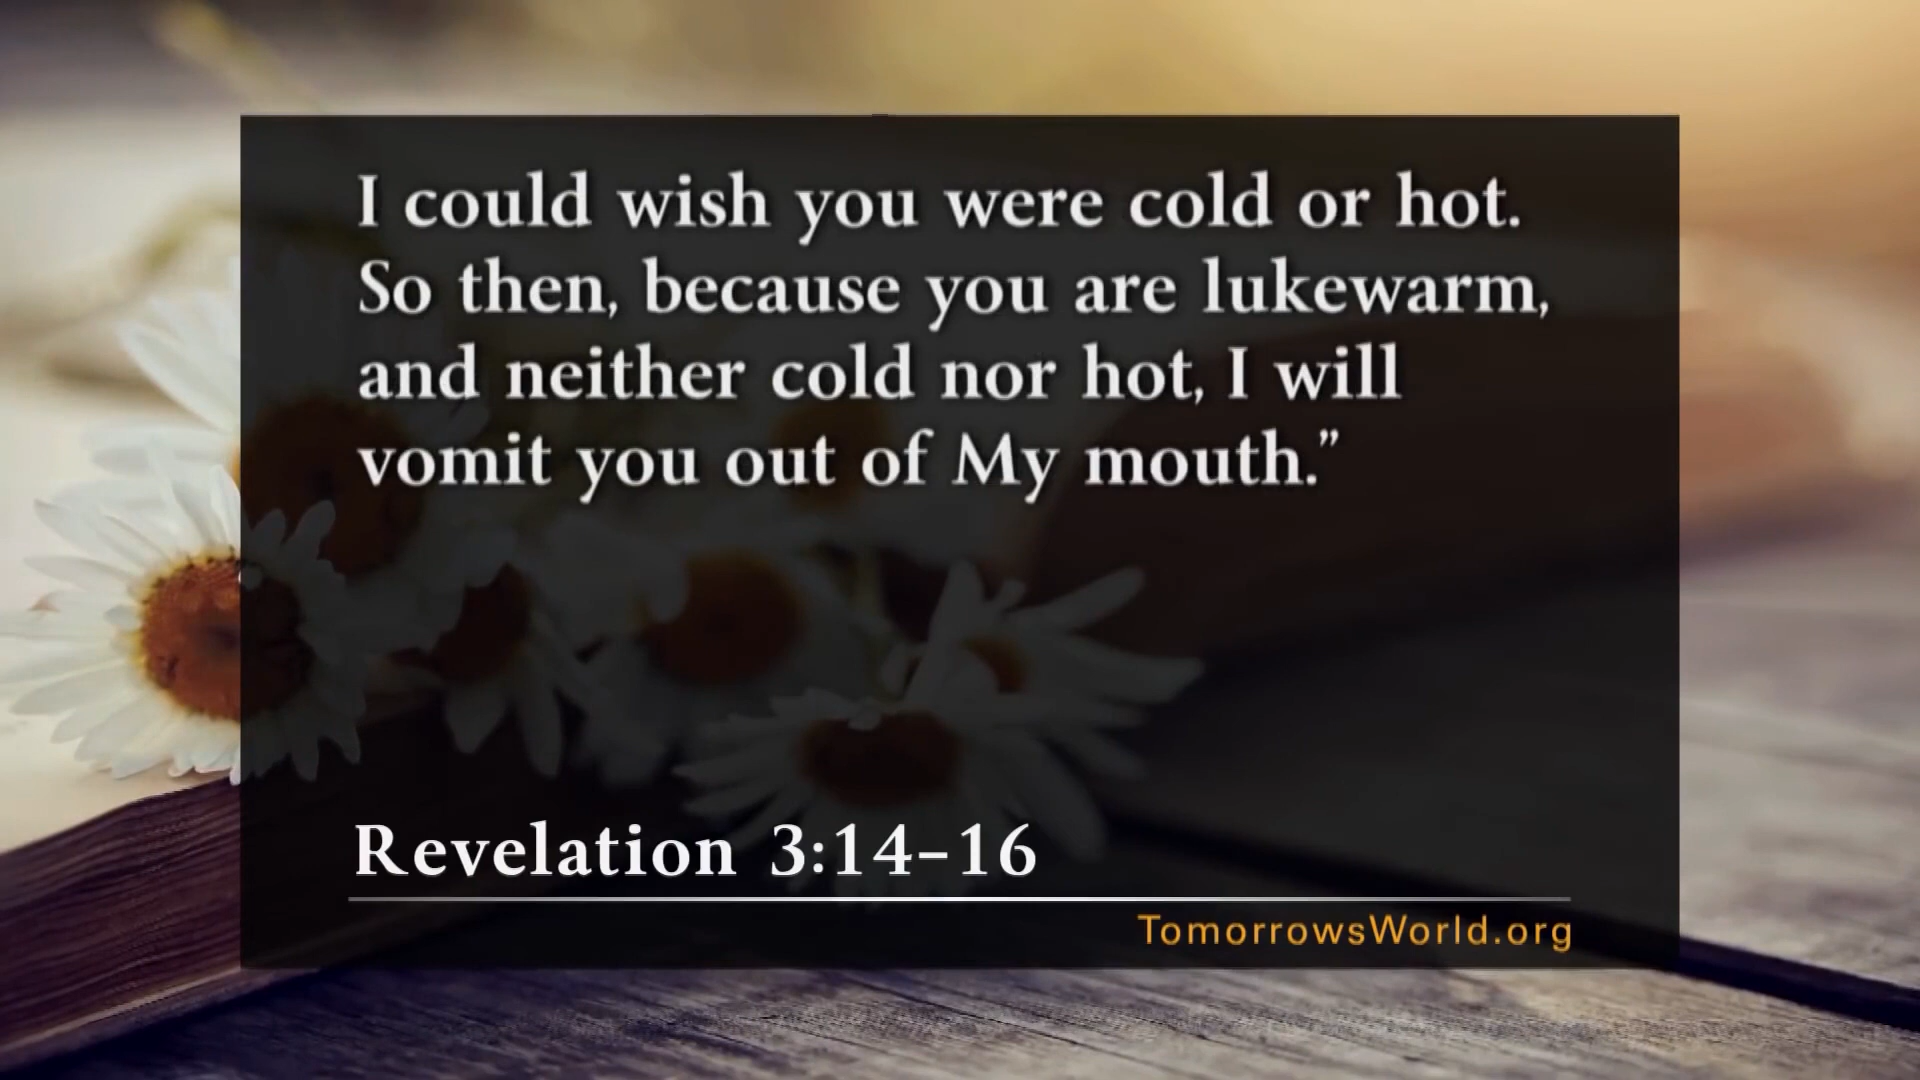 I could wish you were cold or hot.
So then, because you are lukewarm,
and neither cold nor hot, I will
vomit you out of My mouth.”
Revelation 3:14–16
TomorrowsWorld.org